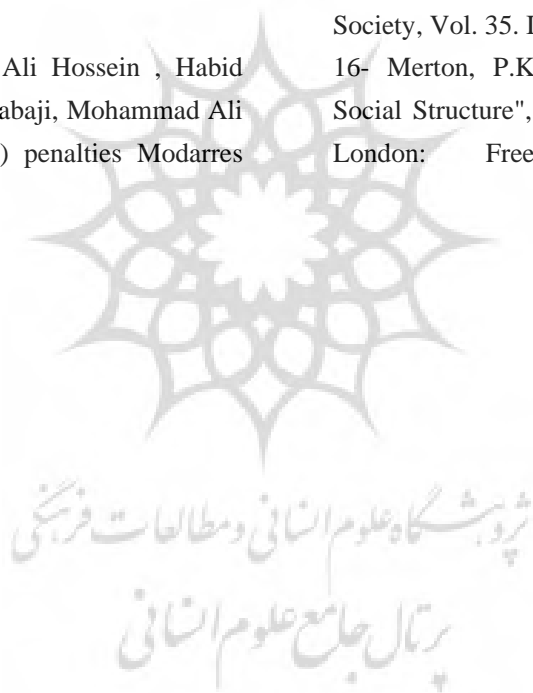 Ali Hossein , Habid
abaji, Mohammad Ali
) penalties Modarres
Society, Vol. 35. I
16- Merton, P.K
Social Structure",
London: Free
پژوهشگاه علوم انسانی و مطالعات فرهنگی
پرتال جامع علوم انسانی